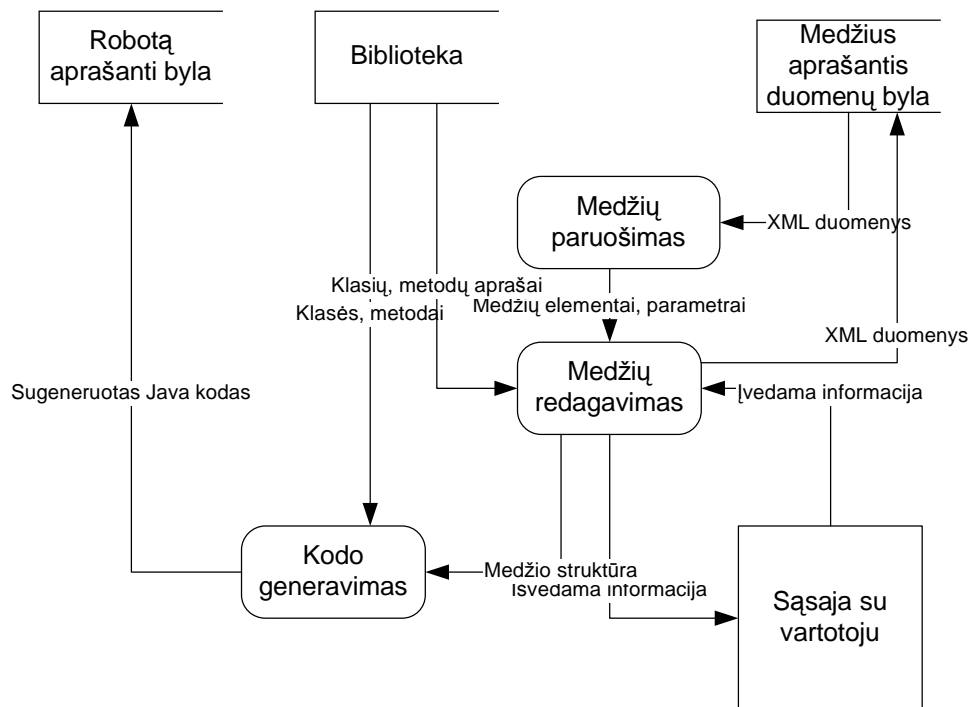 Robotą
aprašanti byla
Biblioteka
Medžius
aprašantis
duomenų byla
Medžių
paruošimas
XML duomenys
Klasių, metodų aprašai
Medžių elementai, parametrai
Klasės, metodai
XML duomenys
Medžių
redagavimas
Sugeneruotas Java kodas
Įvedama informacija
Kodo
generavimas
Medžio struktūra
Išvedama informacija
Sąsaja su
vartotoju